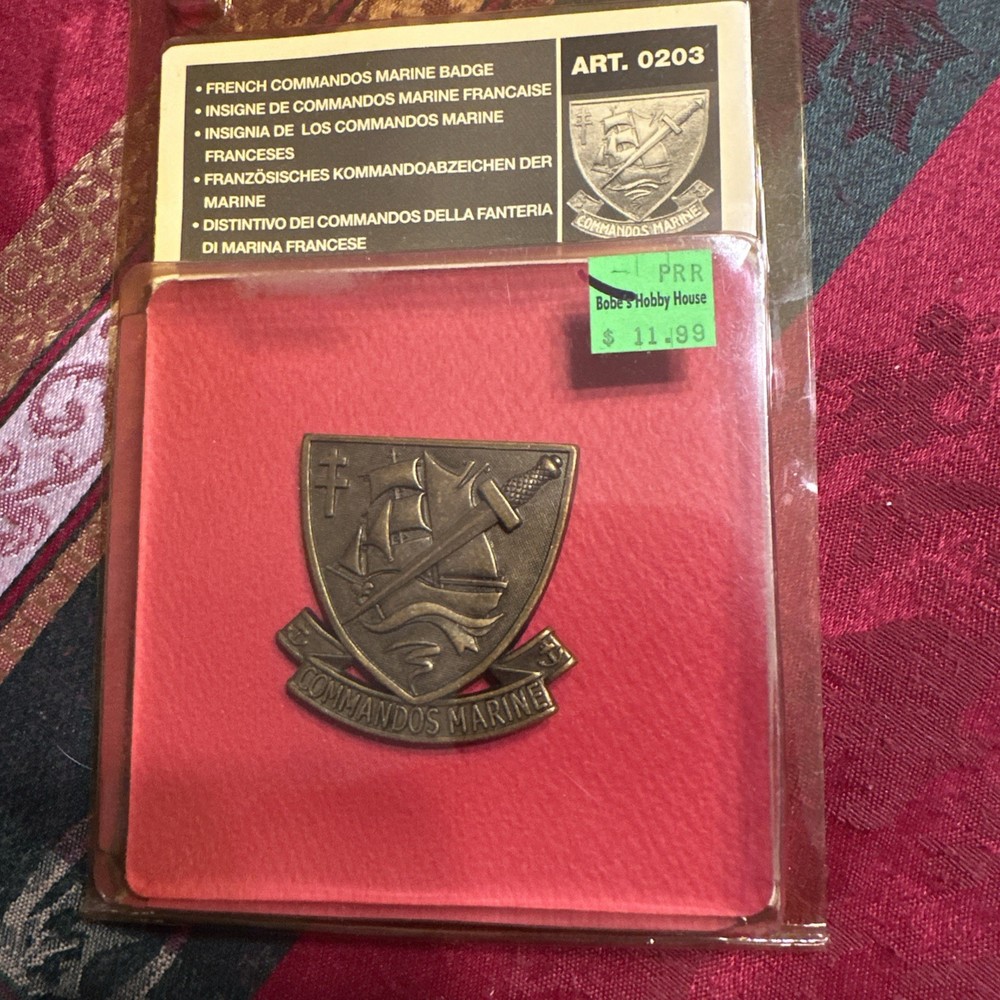 • FRENCH COMMANDOS MARINE BADGE
• INSIGNE DE COMMANDOS MARINE FRANCAISE
• INSIGNIA DE LOS COMMANDOS MARINE
FRANCESES
• FRANZÖSISCHES KOMMANDOABZEICHEN DER
MARINE
• DISTINTIVO DEI COMMANDOS DELLA FANTERIA
DI MARINA FRANCESE
ART. 0203
COMMANDOS MARINE
PRR
Bobe's Hobby House
$ 11.99
COMMANDOS MARINE